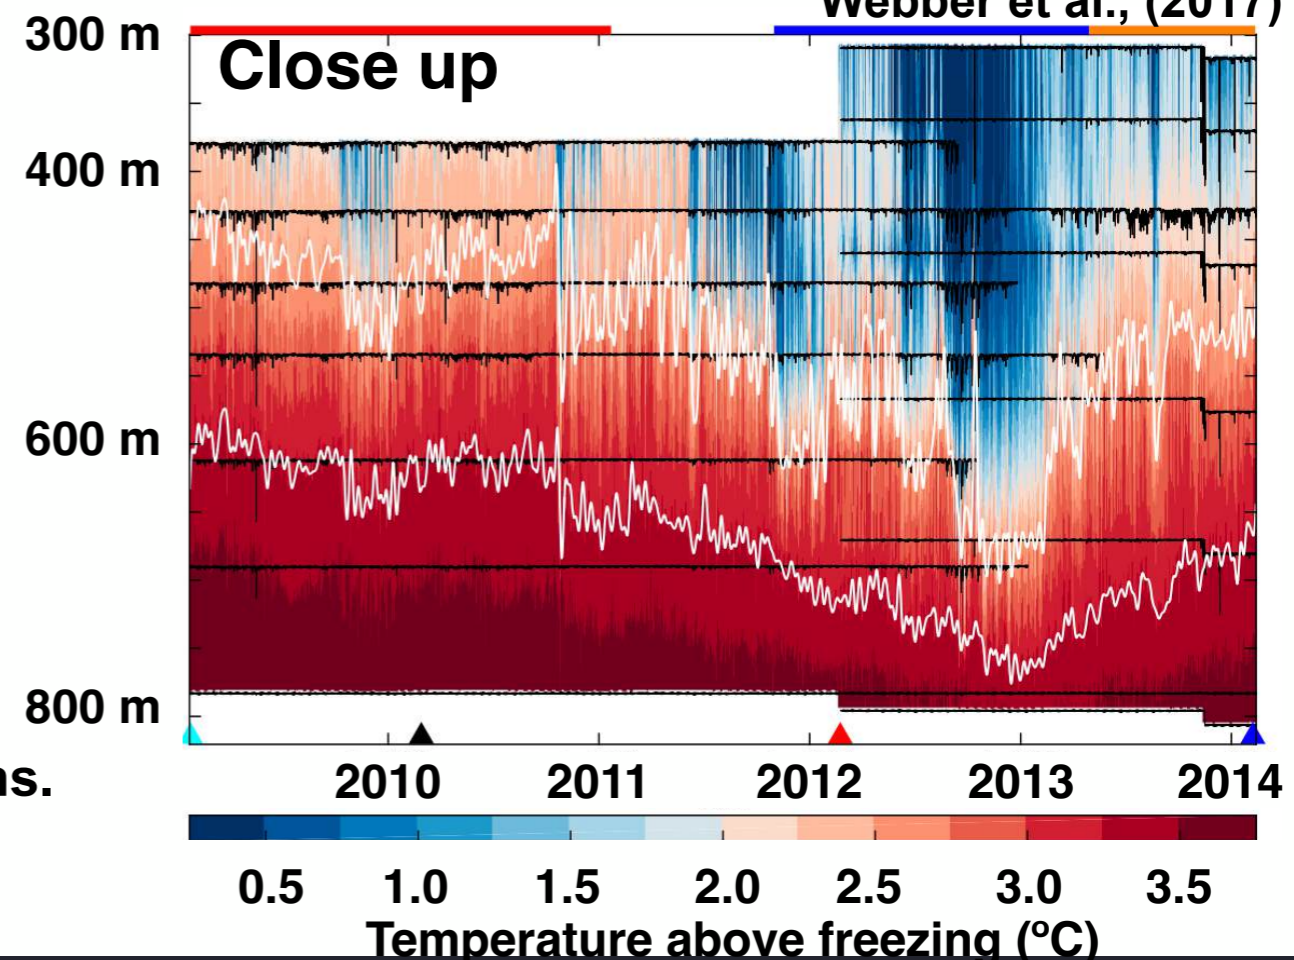 Webber et al., (2017)
300 m
Close up
400 m
600 m
800 m
ns.
2010 2011 2012 2013 2014
0.5 1.0 1.5 2.0 2.5 3.0 3.5
Temperature above freezing (ºC)